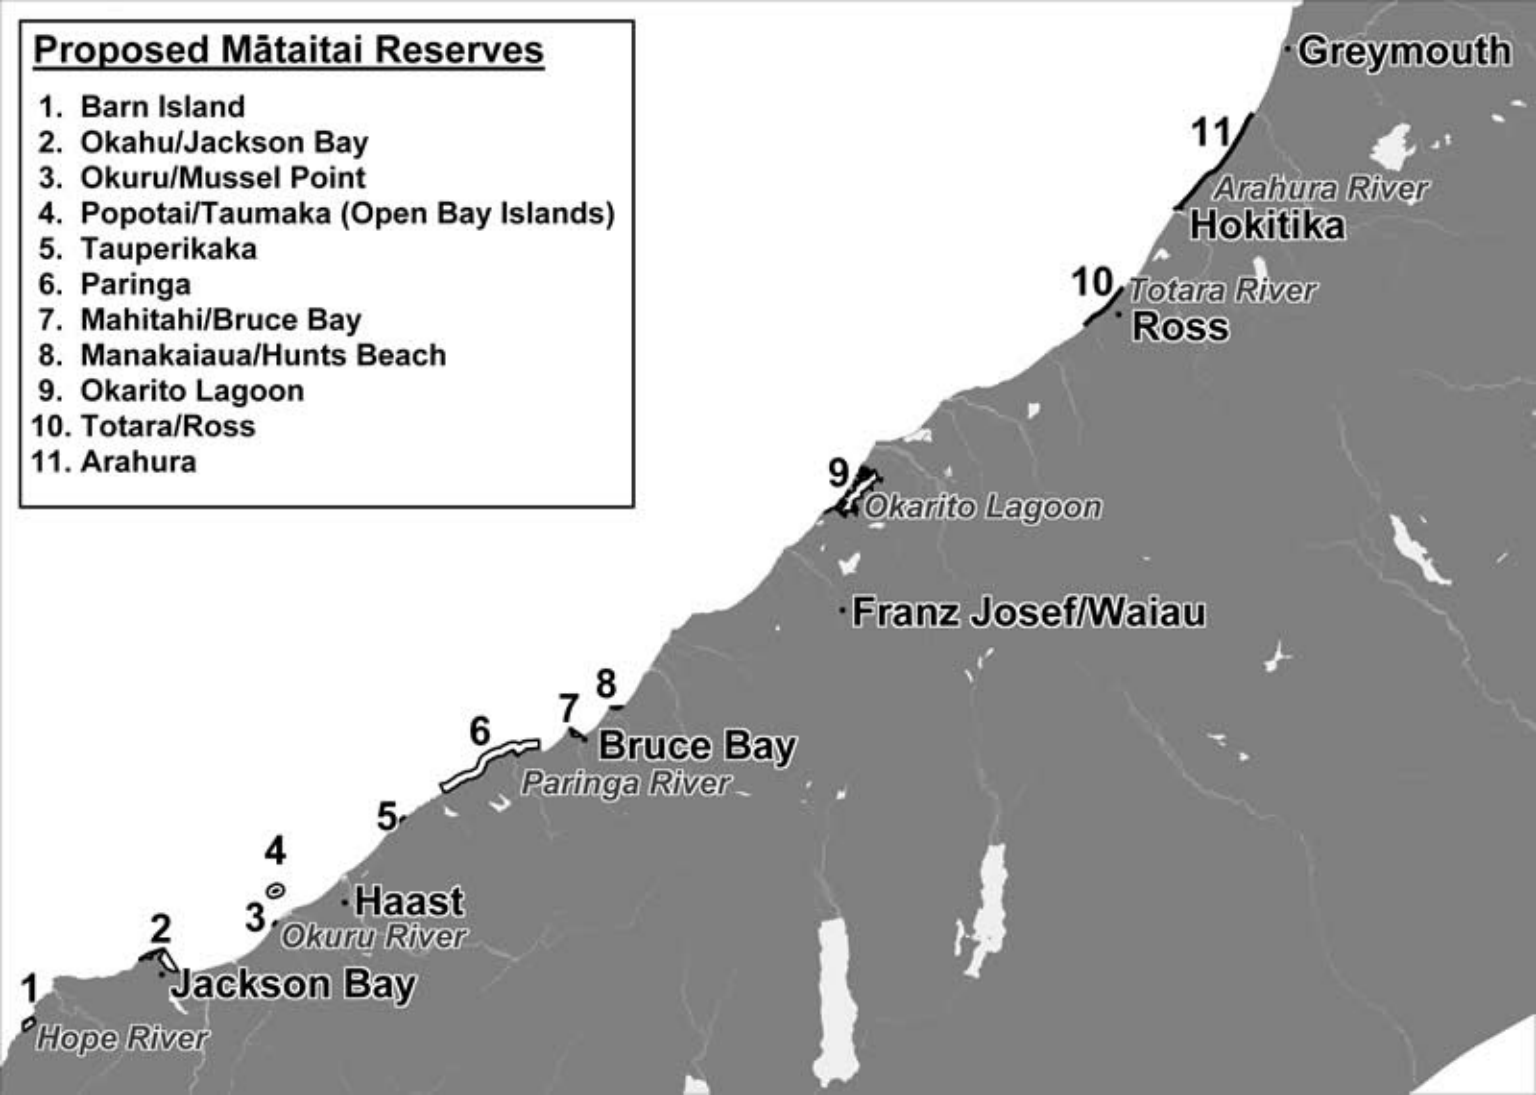 Proposed Mātaitai Reserves
1. Barn Island
2. Okahu/Jackson Bay
3. Okuru/Mussel Point
4. Popotai/Taumaka (Open Bay Islands)
5. Tauperikaka
6. Paringa
7. Mahitahi/Bruce Bay
8. Manakaiaua/Hunts Beach
9. Okarito Lagoon
10. Totara/Ross
11. Arahura
Greymouth
11
Arahura River
Hokitika
10
Totara River
Ross
9
Okarito Lagoon
Franz Josef/Waiau
8
7
6
Bruce Bay
Paringa River
5
4
Haast
3
Okuru River
2
Jackson Bay
1
Hope River